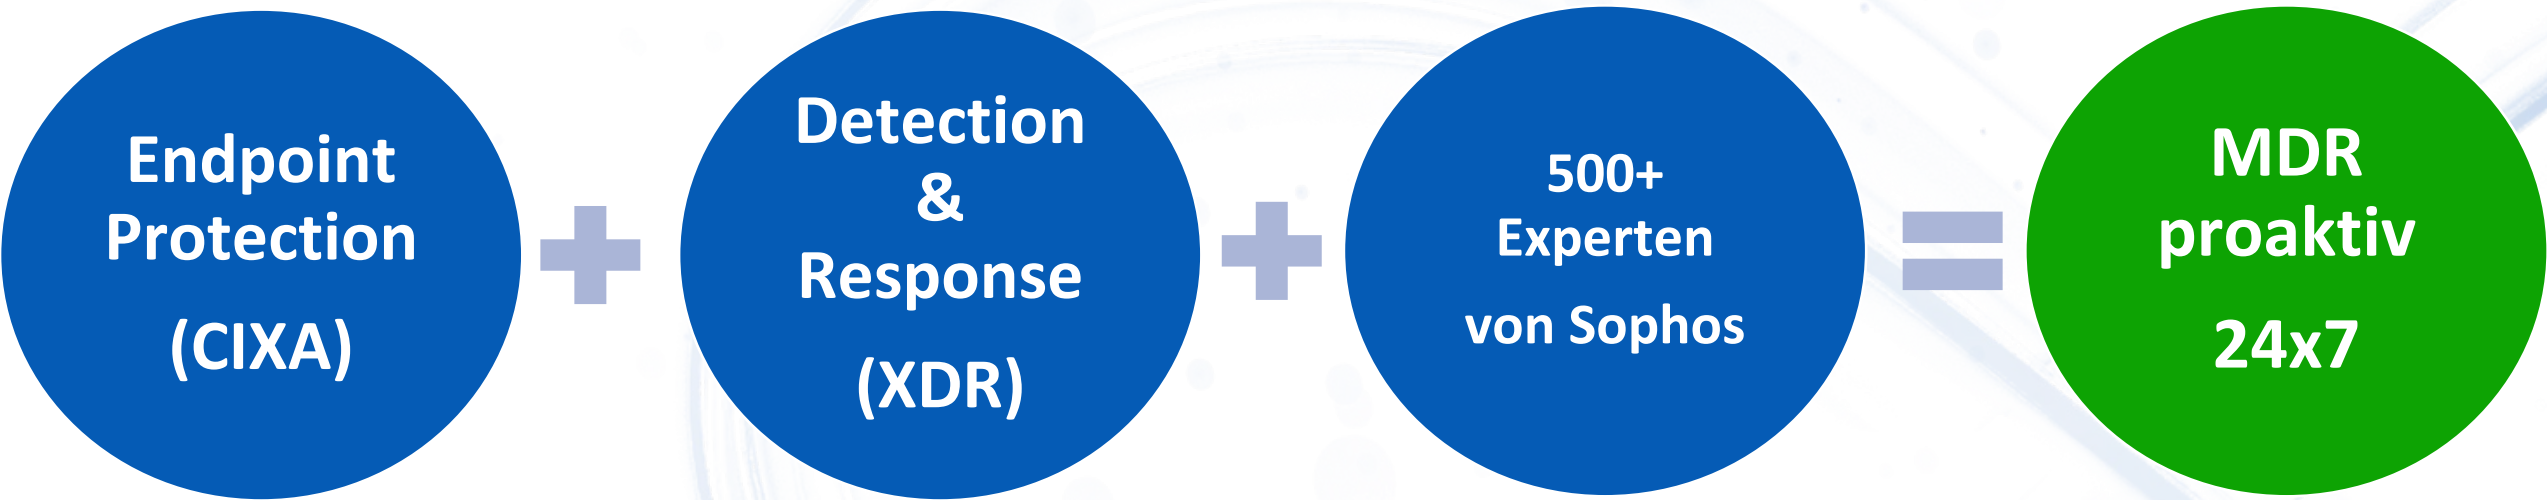 Endpoint
Protection
(CIXA)
Detection
&
Response
(XDR)
500+
Experten
von Sophos
MDR
proaktiv
24x7